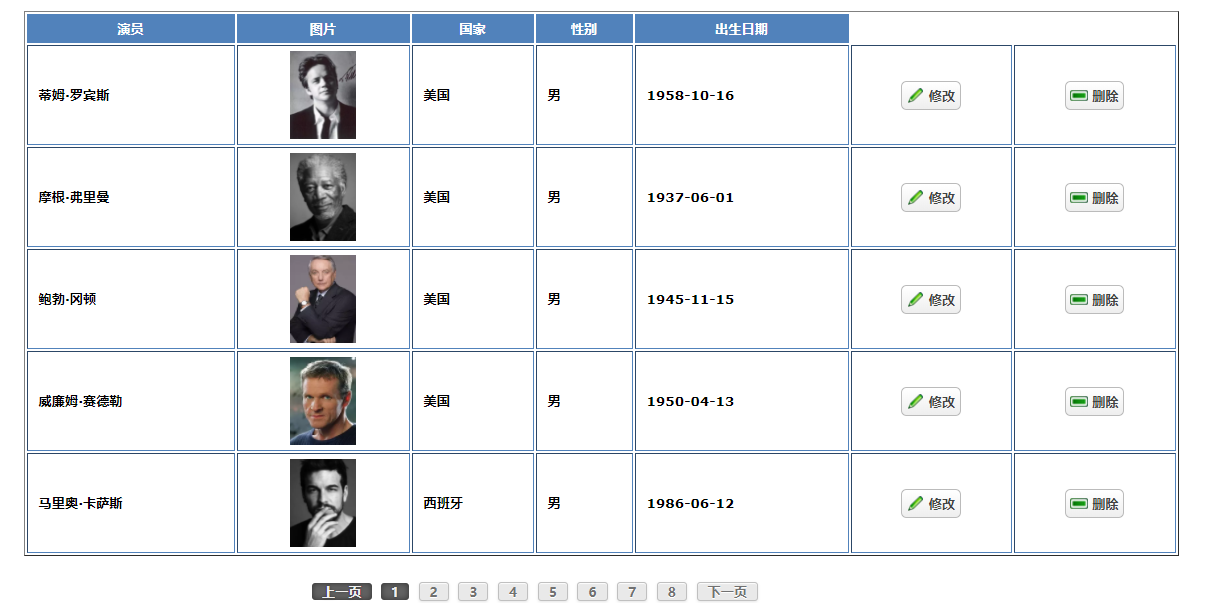 演员 图片 国家 性别 出生日期
蒂姆·罗宾斯 美国 男 1958-10-16 修改 删除
摩根·弗里曼 美国 男 1937-06-01 修改 删除
鲍勃·冈顿 美国 男 1945-11-15 修改 删除
威廉姆·赛德勒 美国 男 1950-04-13 修改 删除
马里奥·卡萨斯 西班牙 男 1986-06-12 修改 删除
上一页 1 2 3 4 5 6 7 8 下一页